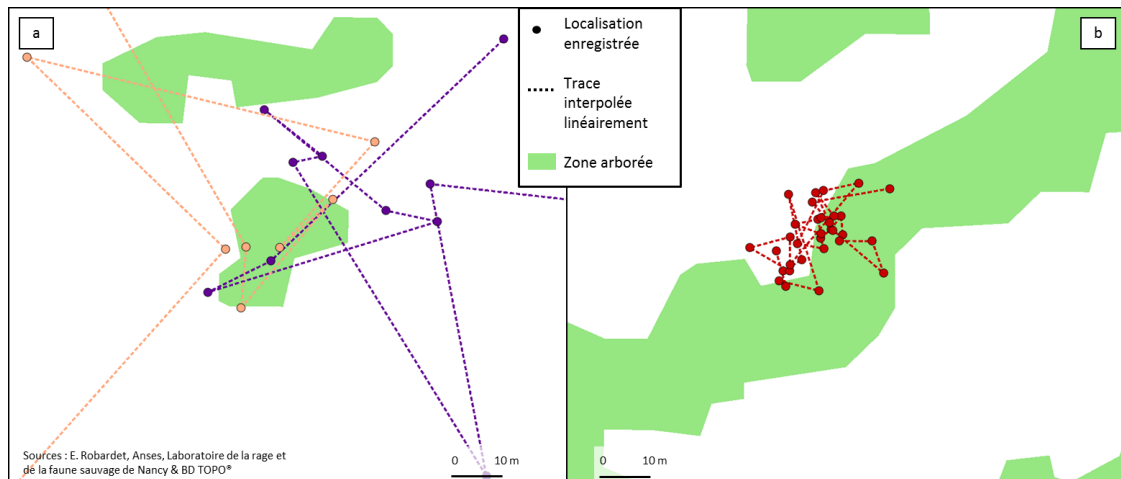 a
Localisation
enregistrée
Trace
interpolée
linéairement
Zone arborée
b
Sources : E. Robardet, Anses, Laboratoire de la rage et
de la faune sauvage de Nancy & BD TOPO®
0 10 m
0 10 m